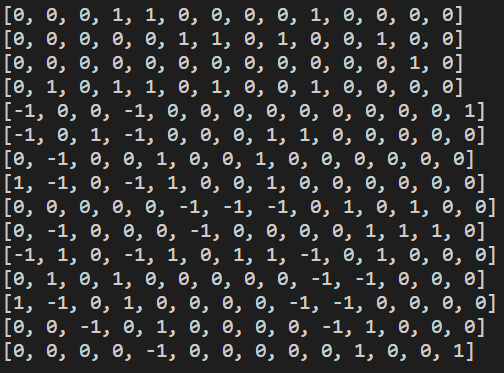 [0, 0, 0, 1, 1, 0, 0, 0, 0, 1, 0, 0, 0, 0]
[0, 0, 0, 0, 0, 1, 1, 0, 1, 0, 0, 1, 0, 0]
[0, 0, 0, 0, 0, 0, 0, 0, 0, 0, 0, 0, 1, 0]
[0, 1, 0, 1, 1, 0, 1, 0, 0, 1, 0, 0, 0, 0]
[-1, 0, 0, -1, 0, 0, 0, 0, 0, 0, 0, 0, 0, 1]
[-1, 0, 1, -1, 0, 0, 0, 1, 1, 0, 0, 0, 0, 0]
[0, -1, 0, 0, 1, 0, 0, 1, 0, 0, 0, 0, 0, 0]
[1, -1, 0, -1, 1, 0, 0, 1, 0, 0, 0, 0, 0, 0]
[0, 0, 0, 0, 0, -1, -1, -1, 0, 1, 0, 1, 0, 0]
[0, -1, 0, 0, 0, -1, 0, 0, 0, 0, 1, 1, 1, 0]
[-1, 1, 0, -1, 1, 0, 1, 1, -1, 0, 1, 0, 0, 0]
[0, 1, 0, 1, 0, 0, 0, 0, 0, -1, -1, 0, 0, 0]
[1, -1, 0, 1, 0, 0, 0, 0, -1, -1, 0, 0, 0, 0]
[0, 0, -1, 0, 1, 0, 0, 0, 0, -1, 1, 0, 0, 0]
[0, 0, 0, 0, -1, 0, 0, 0, 0, 0, 1, 0, 0, 1]